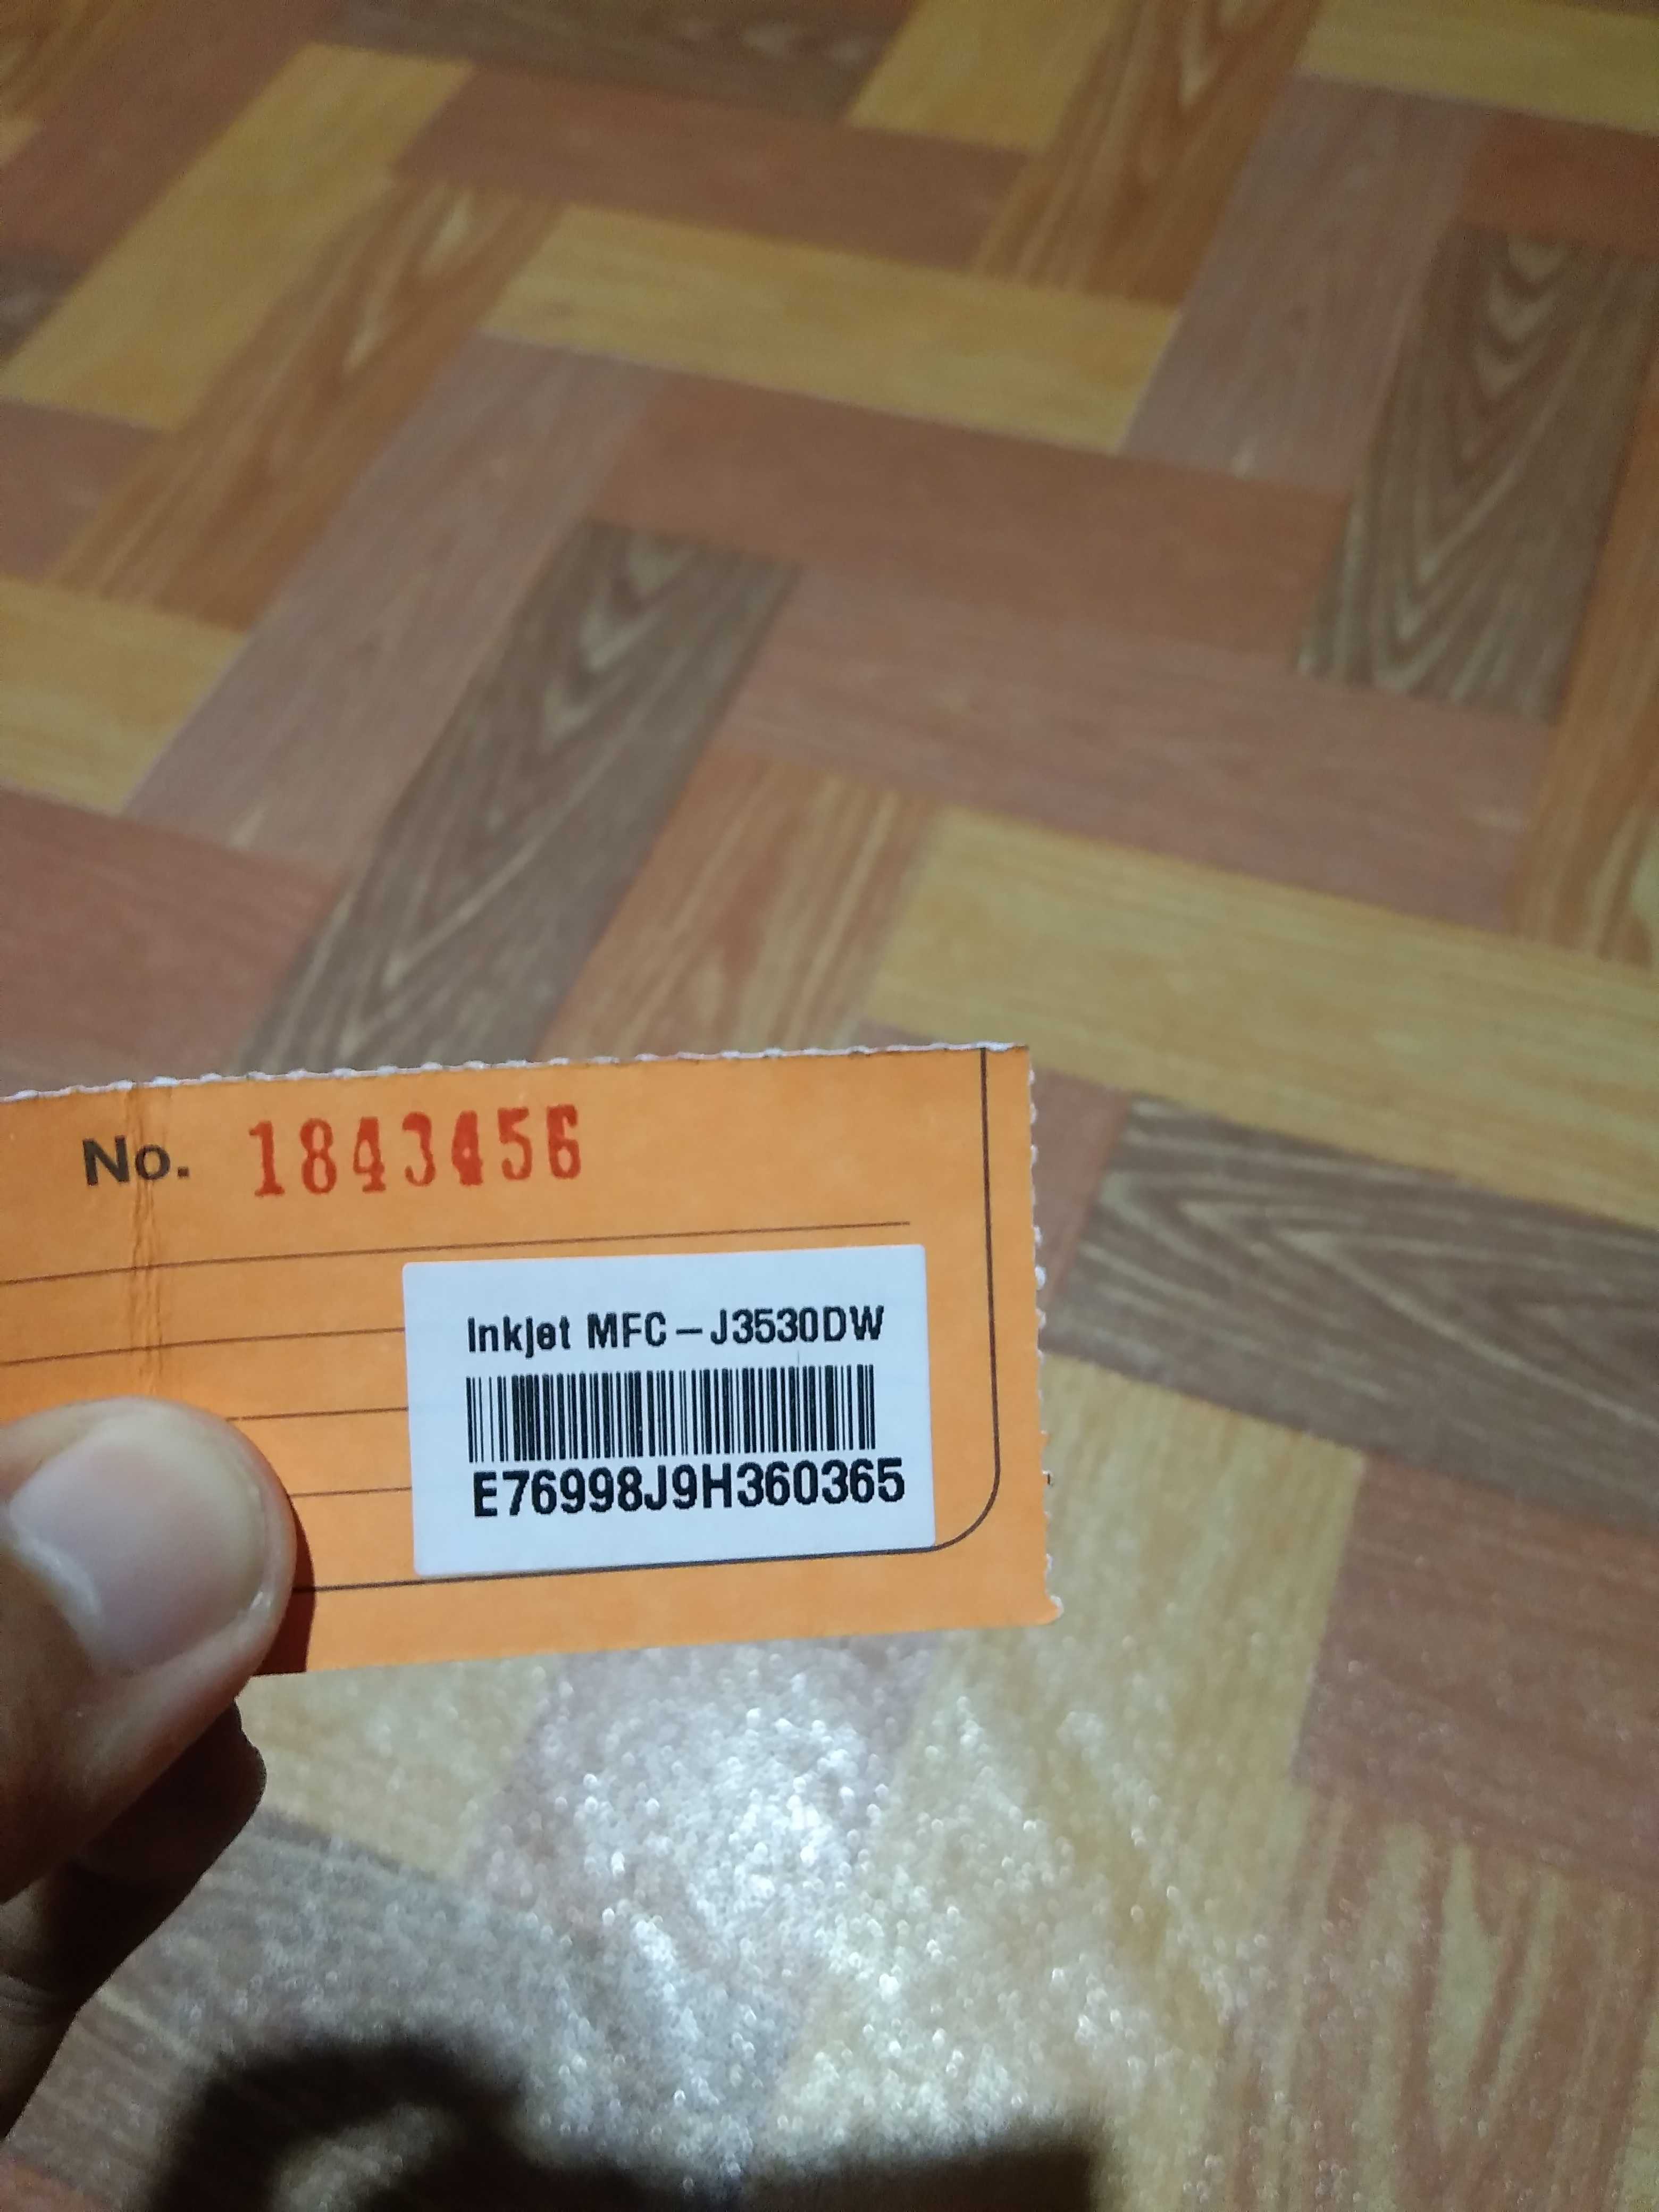 No. 1843456
Inkjet MFC-J3530DW
E76998J9H360365